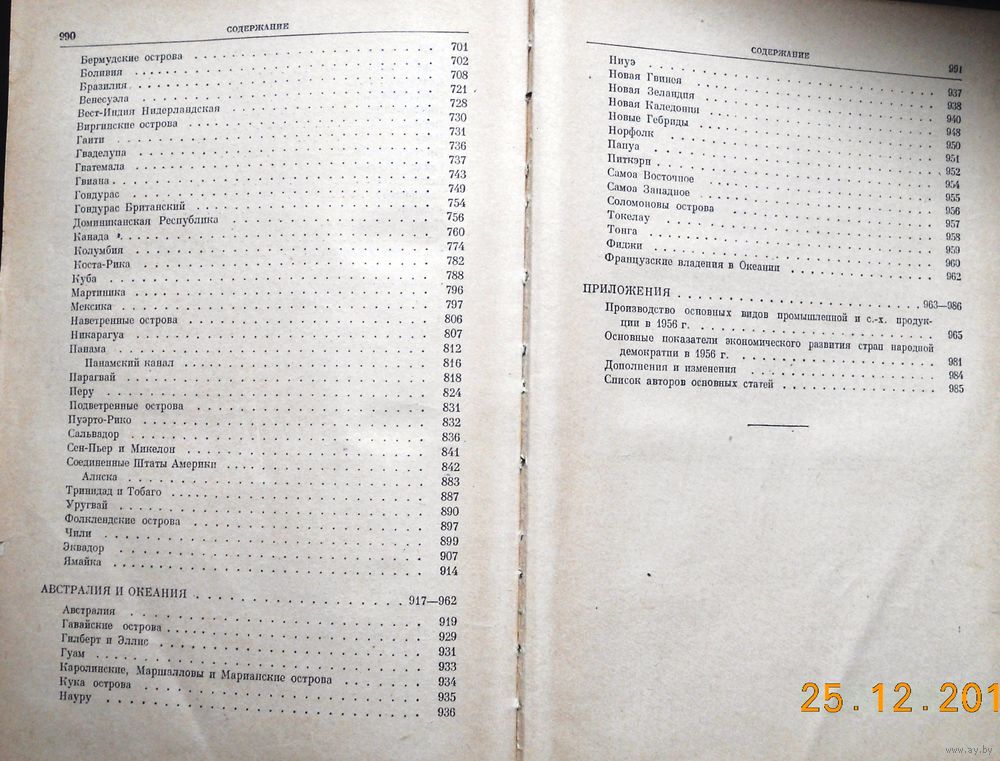 990 СОДЕРЖАНИЕ
Бермудские острова . . . 701
Боливия . . . 702
Бразилия . . . 708
Венесуэла . . . 721
Вест-Индия Нидерландская . . . 728
Виргинские острова . . . 730
Гаити . . . 731
Гваделупа . . . 736
Гватемала . . . 737
Гвиана . . . 743
Гондурас . . . 749
Гондурас Британский . . . 754
Доминиканская Республика . . . 756
Канада . . . 760
Колумбия . . . 774
Коста-Рика . . . 782
Куба . . . 788
Мартиника . . . 796
Мексика . . . 797
Наветренные острова . . . 806
Никарагуа . . . 807
Панама . . . 812
Панамский канал . . . 816
Парагвай . . . 818
Перу . . . 824
Подветренные острова . . . 831
Пуэрто-Рико . . . 832
Сальвадор . . . 836
Сен-Пьер и Микелон . . . 841
Соединенные Штаты Америки . . . 842
Аляска . . . 883
Тринидад и Тобаго . . . 887
Уругвай . . . 890
Фолклендские острова . . . 897
Чили . . . 899
Эквадор . . . 907
Ямайка . . . 914
АВСТРАЛИЯ И ОКЕАНИЯ . . . 917—962
Австралия . . . 919
Гавайские острова . . . 929
Гилберт и Эллис . . . 931
Гуам . . . 933
Каролинские, Маршалловы и Марианские острова . . . 934
Кука острова . . . 935
Науру . . . 936
СОДЕРЖАНИЕ 991
Ниуэ . . . 937
Новая Гвинея . . . 938
Новая Зеландия . . . 940
Новая Каледония . . . 948
Новые Гебриды . . . 950
Норфолк . . . 951
Папуа . . . 952
Питкэрн . . . 954
Самоа Восточное . . . 955
Самоа Западное . . . 956
Соломоновы острова . . . 957
Токелау . . . 958
Тонга . . . 959
Фиджи . . . 960
Французские владения в Океании . . . 962
ПРИЛОЖЕНИЯ . . . 963—986
Производство основных видов промышленной и с.-х. продук-
ции в 1956 г. . . . 965
Основные показатели экономического развития стран народной
демократии в 1956 г. . . . 981
Дополнения и изменения . . . 984
Список авторов основных статей . . . 985
25.12.201
www.ay.by